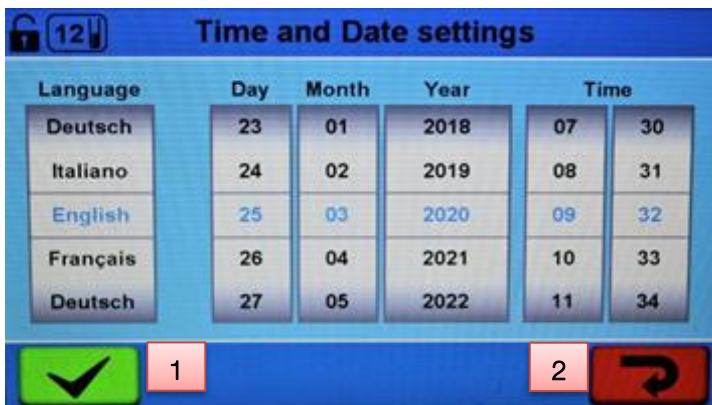 12 Time and Date settings
Language Day Month Year Time
Deutsch 23 01 2018 07 30
Italiano 24 02 2019 08 31
English 25 03 2020 09 32
Français 26 04 2021 10 33
Deutsch 27 05 2022 11 34
1 2